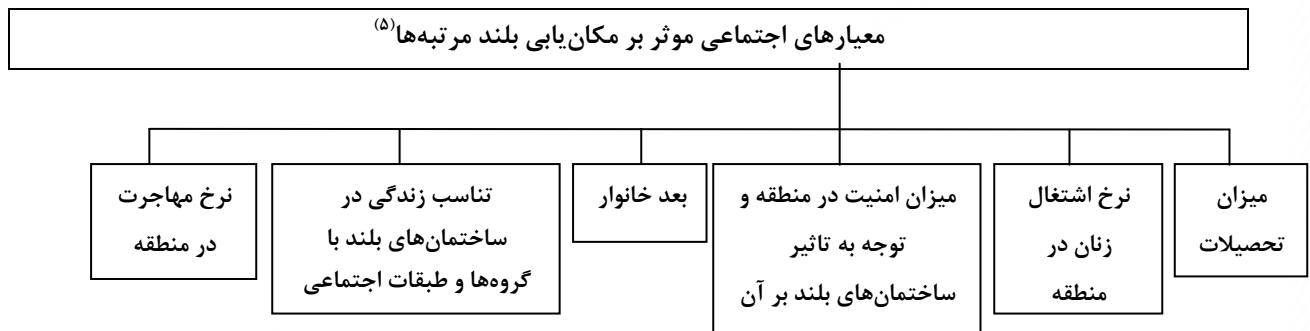 معیارهای اجتماعی موثر بر مکان‌یابی بلند مرتبه‌ها(۵)
میزان
تحصیلات
نرخ اشتغال
زنان در
منطقه
میزان امنیت در منطقه و
توجه به تاثیر
ساختمان‌های بلند بر آن
بعد خانوار
تناسب زندگی در
ساختمان‌های بلند با
گروه‌ها و طبقات اجتماعی
نرخ مهاجرت
در منطقه